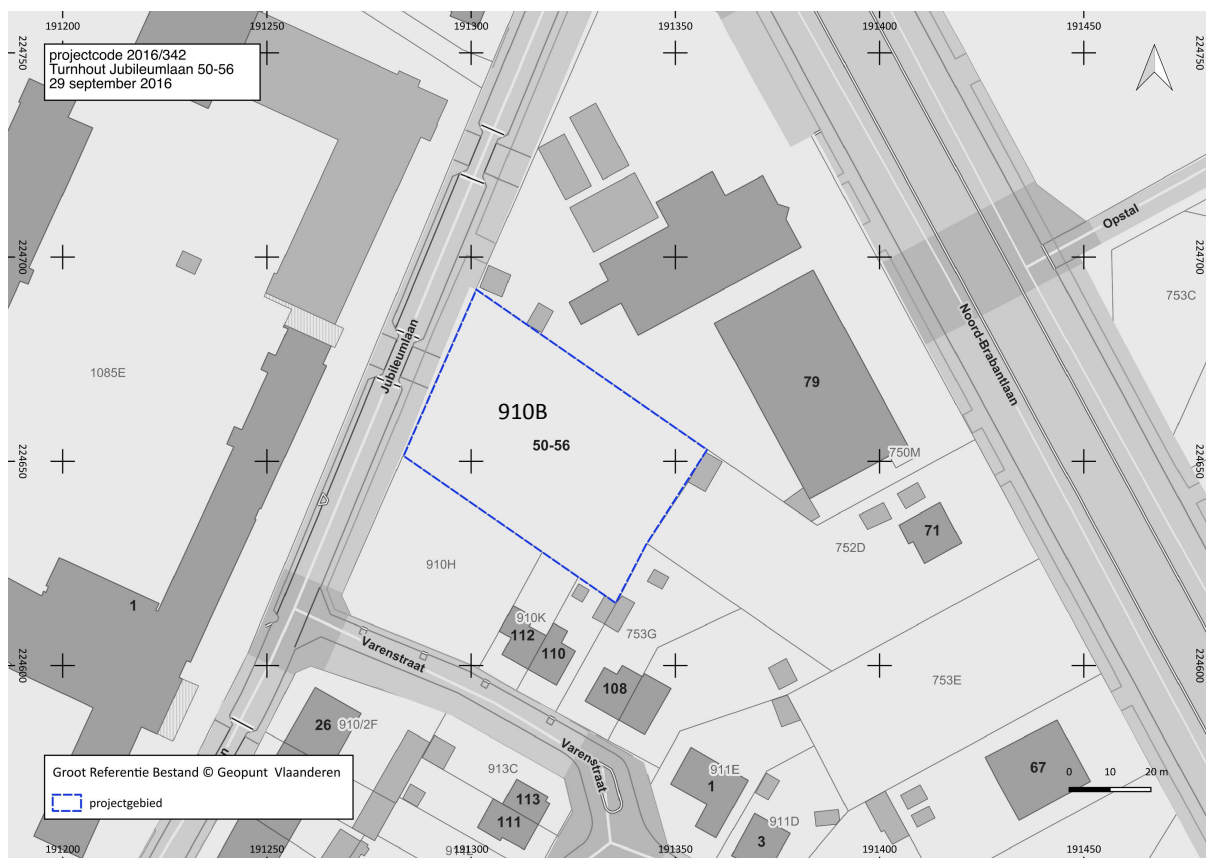 191200 191250 191300 191350 191400 191450
224750
224750
projectcode 2016/342
Turnhout Jubileumlaan 50-56
29 september 2016
Opstal
224700
224700
753C
Jubileumlaan
Noord-Brabantlaan
1085E
79
910B
50-56
224650
224650
750M
71
752D
910H
1
910K
112
753G
110
Varenstraat
224600
224600
108
753E
26
910/2F
Varenstraat
Groot Referentie Bestand © Geopunt Vlaanderen
projectgebied
913C
911E
1
67
0 10 20 m
113
111
911D
3
191200 191250 191300 191350 191400 191450